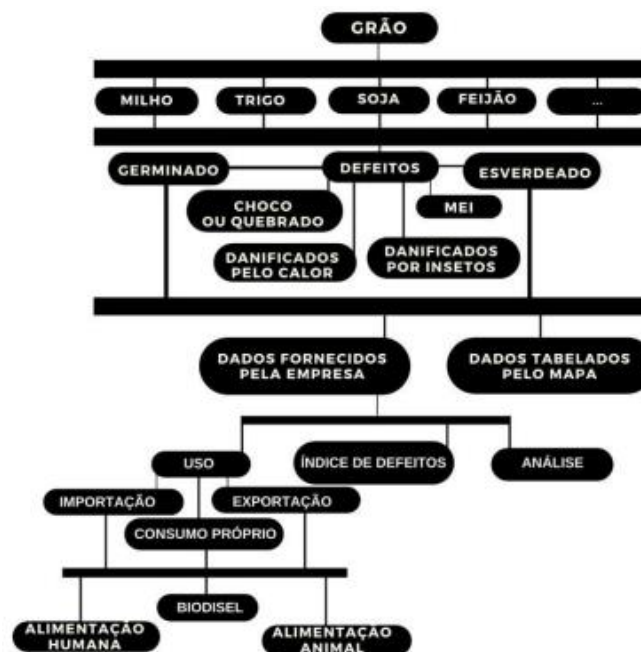 GRÃO
MILHO
TRIGO
SOJA
FEIJÃO
...
GERMINADO
DEFEITOS
ESVERDEADO
CHOCO
OU QUEBRADO
MEI
DANIFICADOS
PELO CALOR
DANIFICADOS
POR INSETOS
DADOS FORNECIDOS
PELA EMPRESA
DADOS TABELADOS
PELO MAPA
USO
ÍNDICE DE DEFEITOS
ANÁLISE
IMPORTAÇÃO
EXPORTAÇÃO
CONSUMO PRÓPRIO
BIODISEL
ALIMENTAÇÃO
HUMANA
ALIMENTAÇÃO
ANIMAL